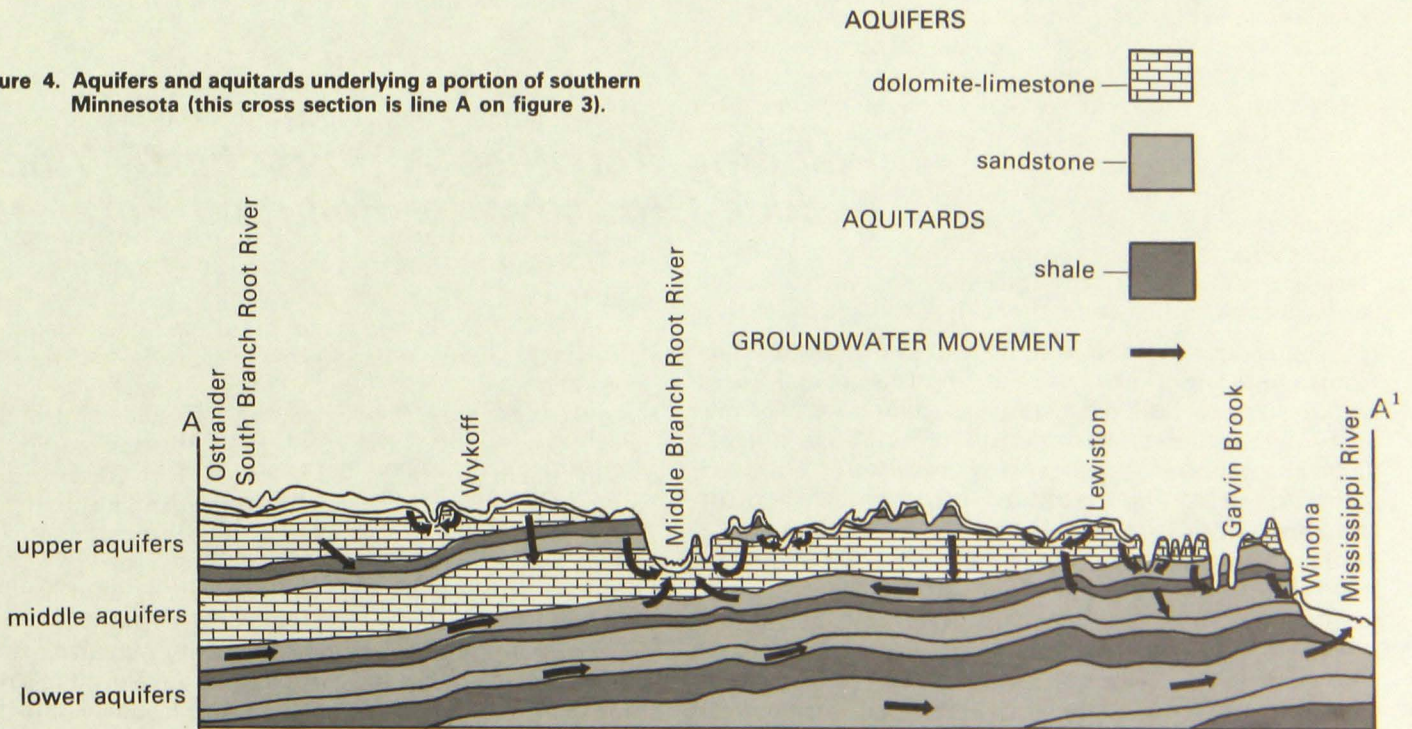 ure 4. Aquifers and aquitards underlying a portion of southern
Minnesota (this cross section is line A on figure 3).
AQUIFERS
dolomite-limestone
sandstone
AQUITARDS
shale
GROUNDWATER MOVEMENT
A
Ostrander
South Branch Root River
Wykoff
Middle Branch Root River
Lewiston
Garvin Brook
Winona
Mississippi River
A¹
upper aquifers
middle aquifers
lower aquifers